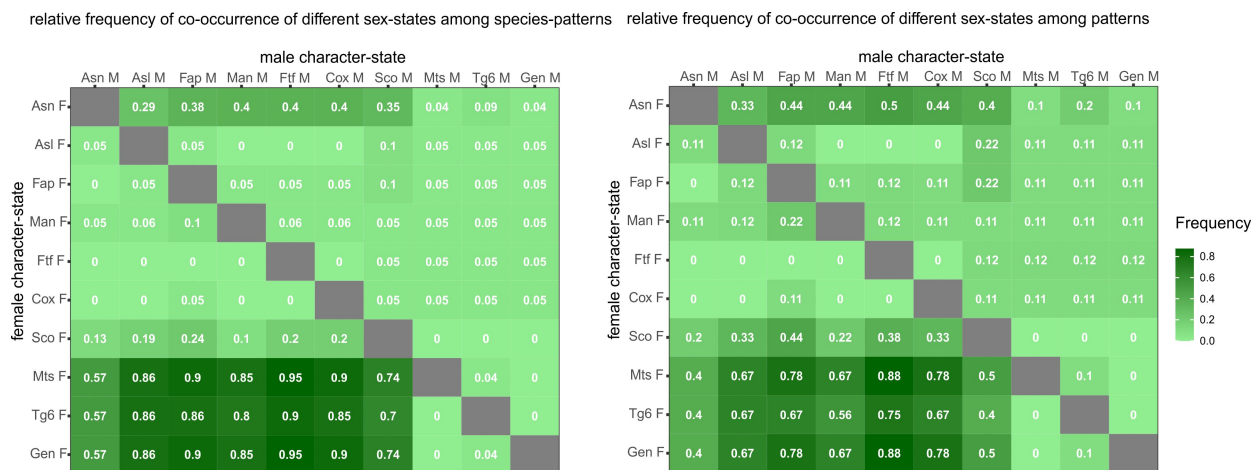 relative frequency of co-occurrence of different sex-states among species-patterns
male character-state
Asn M Asl M Fap M Man M Ftf M Cox M Sco M Mts M Tg6 M Gen M
female character-state
Asn F 0.29 0.38 0.4 0.4 0.4 0.35 0.04 0.09 0.04
Asl F 0.05 0.05 0 0 0 0.1 0.05 0.05 0.05
Fap F 0 0.05 0.05 0.05 0.05 0.1 0.05 0.05 0.05
Man F 0.05 0.06 0.1 0.06 0.06 0.05 0.05 0.05 0.05
Ftf F 0 0 0 0 0 0.05 0.05 0.05 0.05
Cox F 0 0 0.05 0 0 0.05 0.05 0.05 0.05
Sco F 0.13 0.19 0.24 0.1 0.2 0.2 0 0 0
Mts F 0.57 0.86 0.9 0.85 0.95 0.9 0.74 0.04 0
Tg6 F 0.57 0.86 0.86 0.8 0.9 0.85 0.7 0 0
Gen F 0.57 0.86 0.9 0.85 0.95 0.9 0.74 0 0.04
relative frequency of co-occurrence of different sex-states among patterns
male character-state
Asn M Asl M Fap M Man M Ftf M Cox M Sco M Mts M Tg6 M Gen M
female character-state
Asn F 0.33 0.44 0.44 0.5 0.44 0.4 0.1 0.2 0.1
Asl F 0.11 0.12 0 0 0 0.22 0.11 0.11 0.11
Fap F 0 0.12 0.11 0.12 0.11 0.22 0.11 0.11 0.11
Man F 0.11 0.12 0.22 0.12 0.11 0.11 0.11 0.11 0.11
Ftf F 0 0 0 0 0 0.12 0.12 0.12 0.12
Cox F 0 0 0.11 0 0 0.11 0.11 0.11 0.11
Sco F 0.2 0.33 0.44 0.22 0.38 0.33 0 0 0
Mts F 0.4 0.67 0.78 0.67 0.88 0.78 0.5 0.1 0
Tg6 F 0.4 0.67 0.67 0.56 0.75 0.67 0.4 0 0
Gen F 0.4 0.67 0.78 0.67 0.88 0.78 0.5 0 0.1
Frequency
0.8
0.6
0.4
0.2
0.0